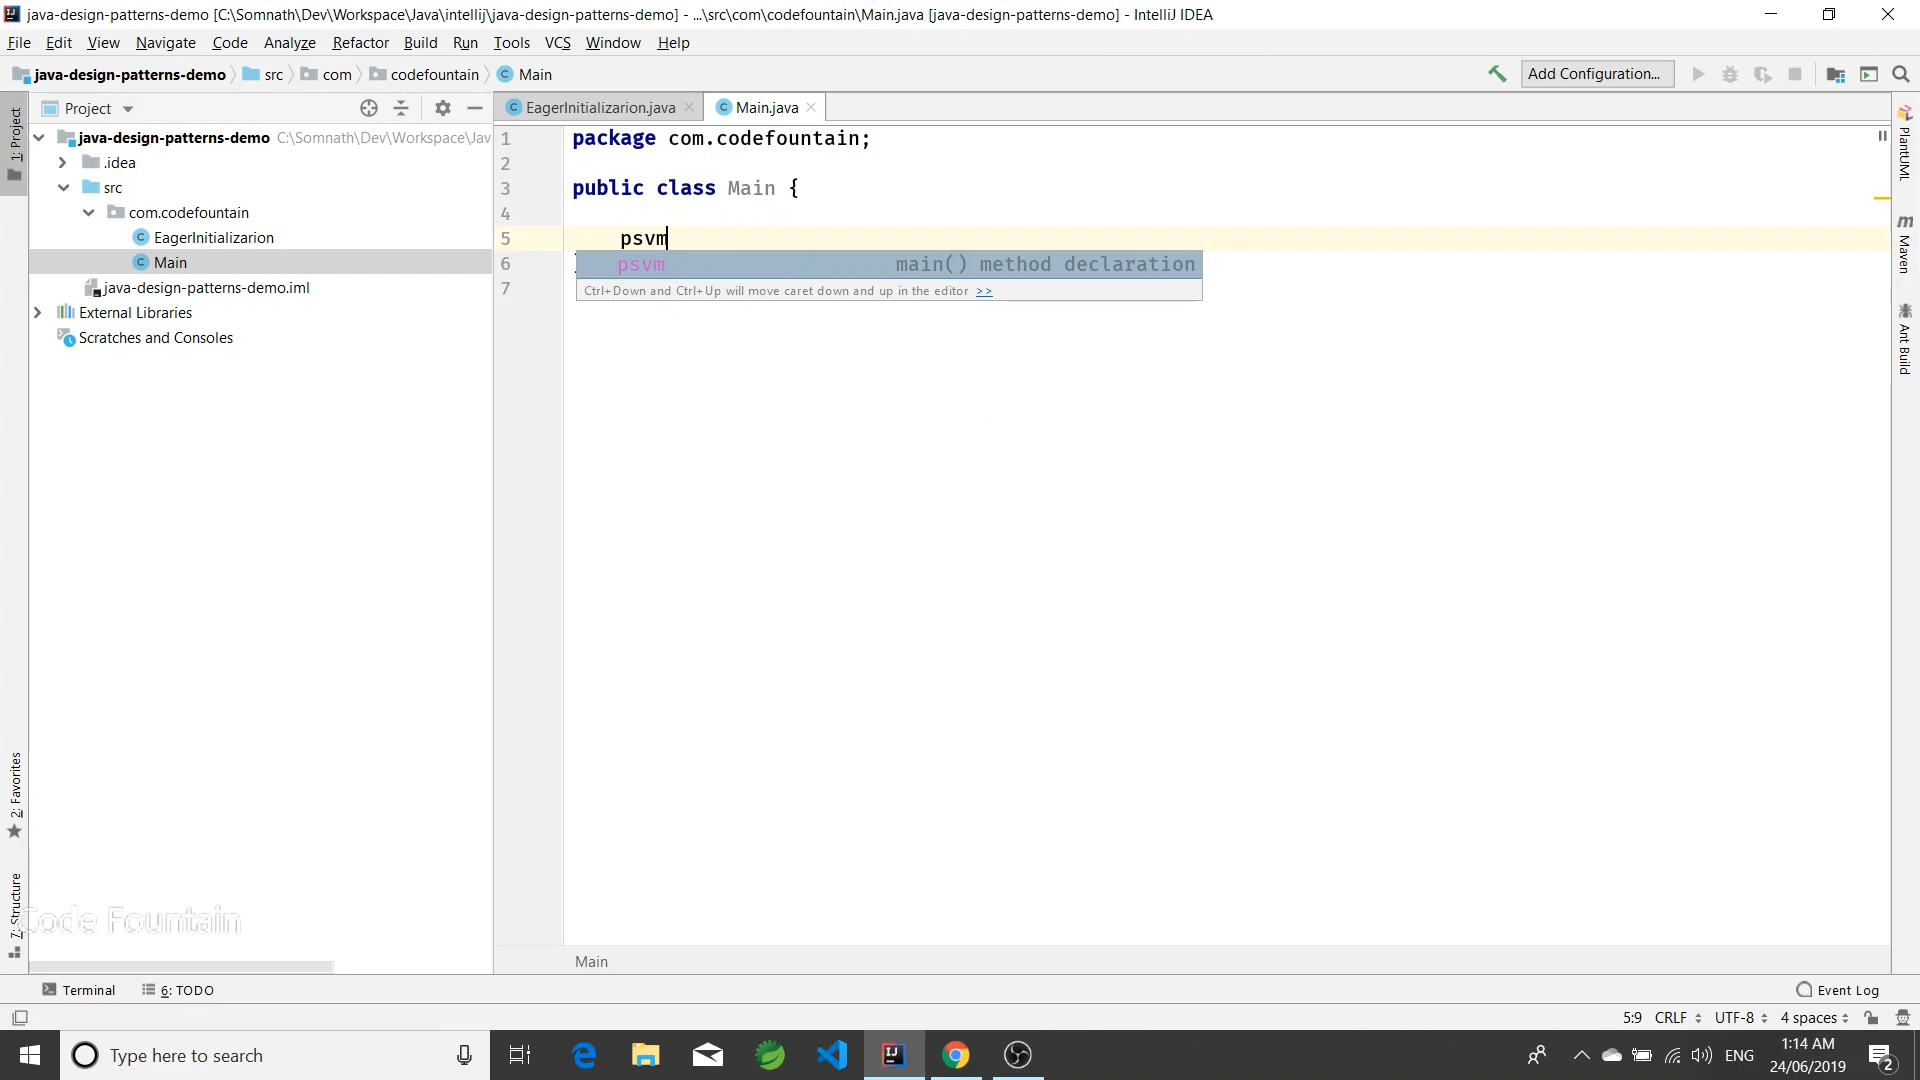 java-design-patterns-demo [C:\Somnath\Dev\Workspace\Java\intellij\java-design-patterns-demo] - ...\src\com\codefountain\Main.java [java-design-patterns-demo] - IntelliJ IDEA
File Edit View Navigate Code Analyze Refactor Build Run Tools VCS Window Help
java-design-patterns-demo src com codefountain Main
Add Configuration...
1: Project
Project
java-design-patterns-demo C:\Somnath\Dev\Workspace\Jav
.idea
src
com.codefountain
EagerInitializarion
Main
java-design-patterns-demo.iml
External Libraries
Scratches and Consoles
EagerInitializarion.java
Main.java
1 package com.codefountain;
2
3 public class Main {
4
5 psvm
6
7
psvm main() method declaration
Ctrl+Down and Ctrl+Up will move caret down and up in the editor >>
PlantUML
Maven
Ant Build
2: Favorites
7: Structure
Code Fountain
Main
Terminal
6: TODO
Event Log
5:9 CRLF UTF-8 4 spaces
Type here to search
ENG
1:14 AM
24/06/2019
2